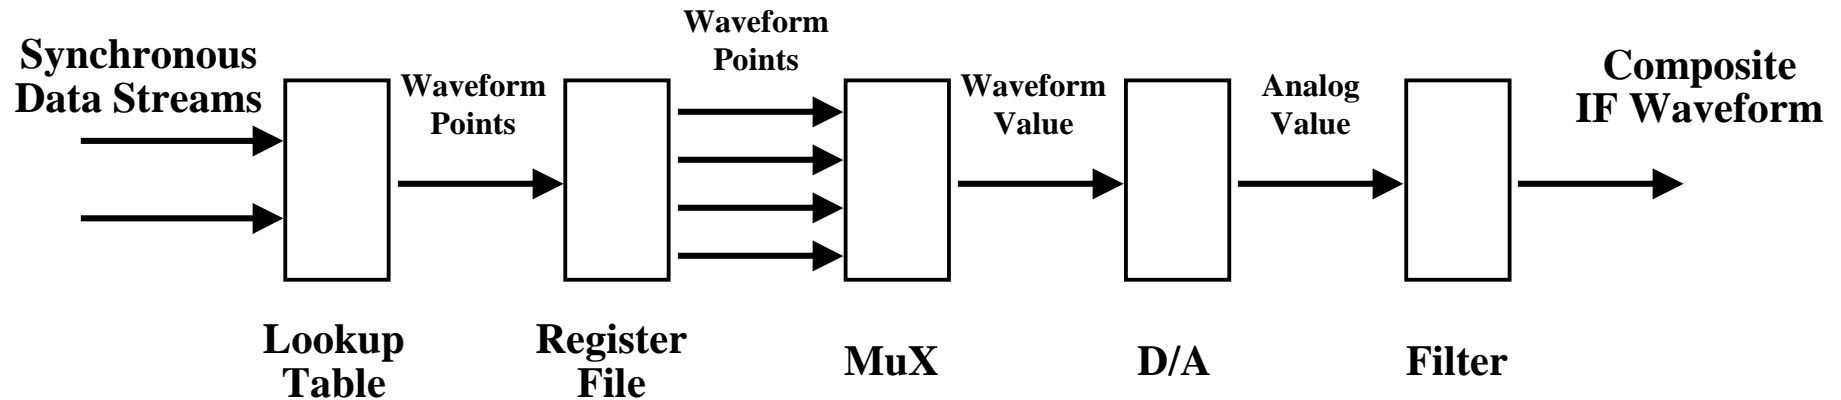 Synchronous
Data Streams
Waveform
Points
Waveform
Points
Waveform
Value
Analog
Value
Composite
IF Waveform
Lookup
Table
Register
File
MuX
D/A
Filter